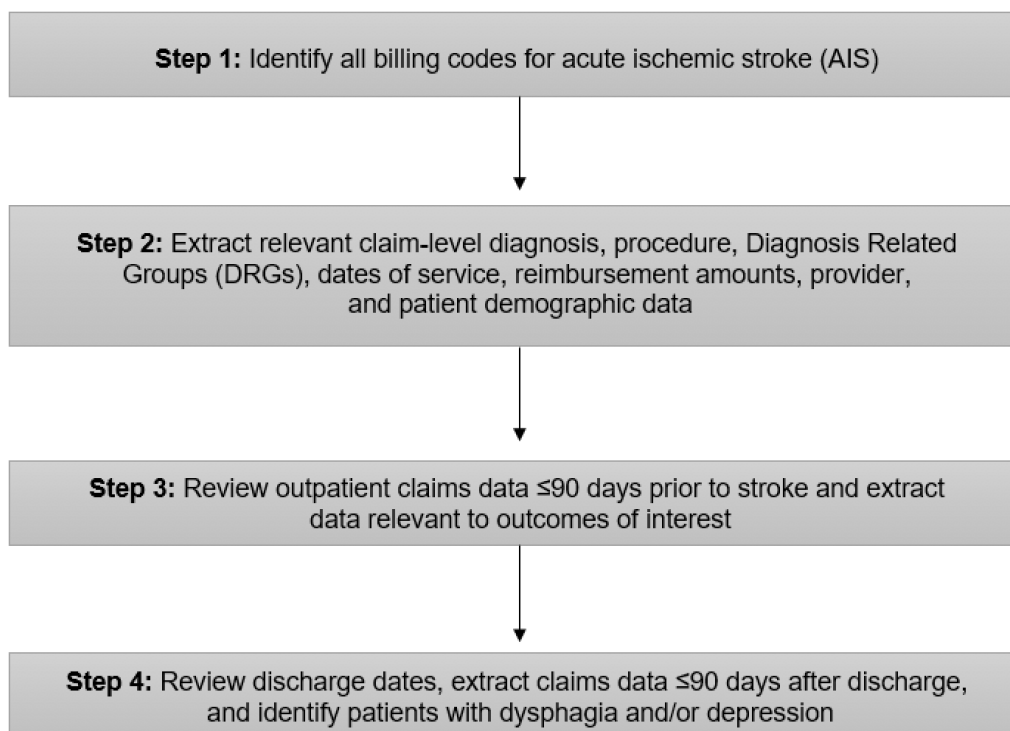 Step 1: Identify all billing codes for acute ischemic stroke (AIS)
Step 2: Extract relevant claim-level diagnosis, procedure, Diagnosis Related
Groups (DRGs), dates of service, reimbursement amounts, provider,
and patient demographic data
Step 3: Review outpatient claims data ≤90 days prior to stroke and extract
data relevant to outcomes of interest
Step 4: Review discharge dates, extract claims data ≤90 days after discharge,
and identify patients with dysphagia and/or depression